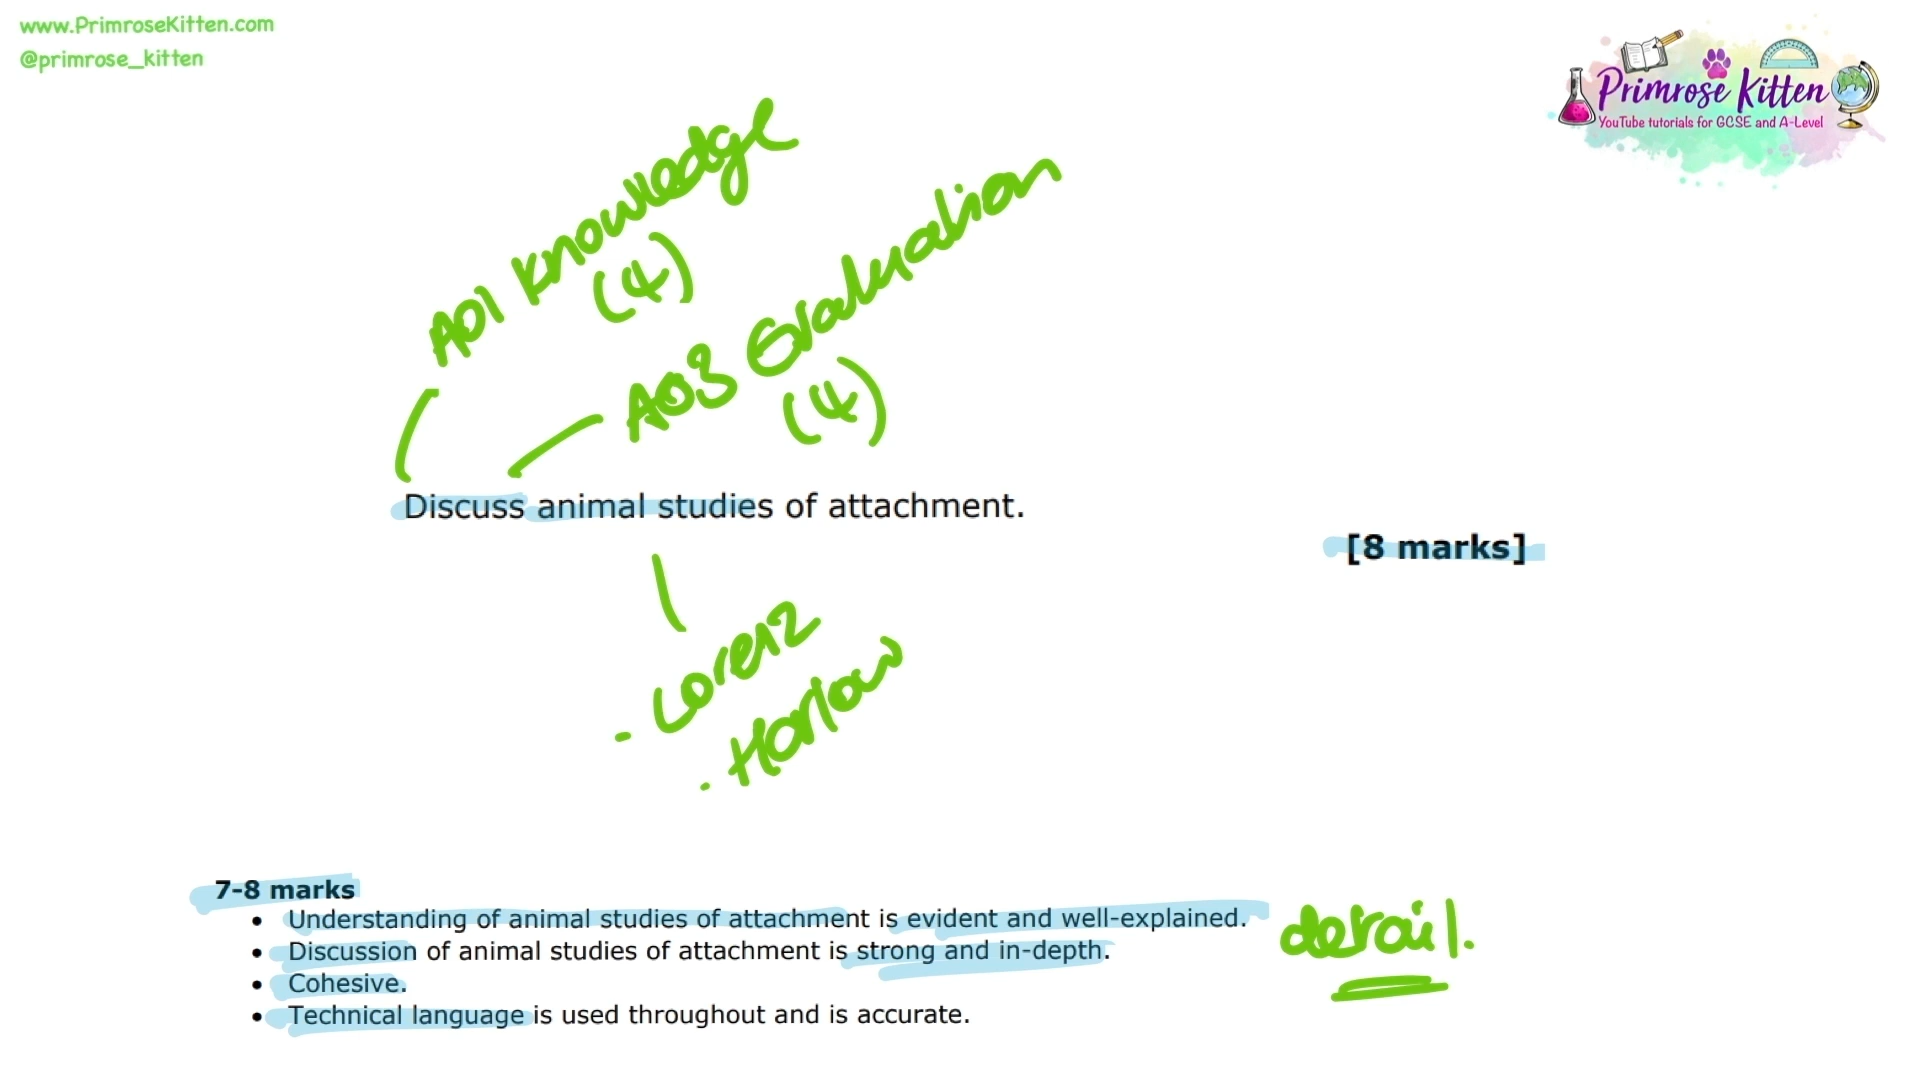 www.PrimroseKitten.com
@primrose_kitten
Primrose Kitten
YouTube tutorials for GCSE and A-Level
AO1 Knowledge
(4)
AO3 Evaluation
(4)
Discuss animal studies of attachment.
[8 marks]
· Lorenz
· Harlow
7-8 marks
• Understanding of animal studies of attachment is evident and well-explained.
detail.
• Discussion of animal studies of attachment is strong and in-depth.
• Cohesive.
• Technical language is used throughout and is accurate.